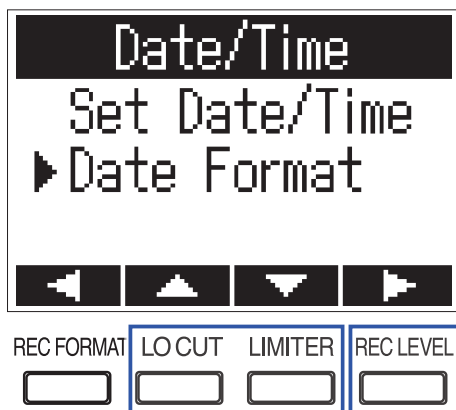 Date/Time
Set Date/Time
Date Format
REC FORMAT LO CUT LIMITER REC LEVEL